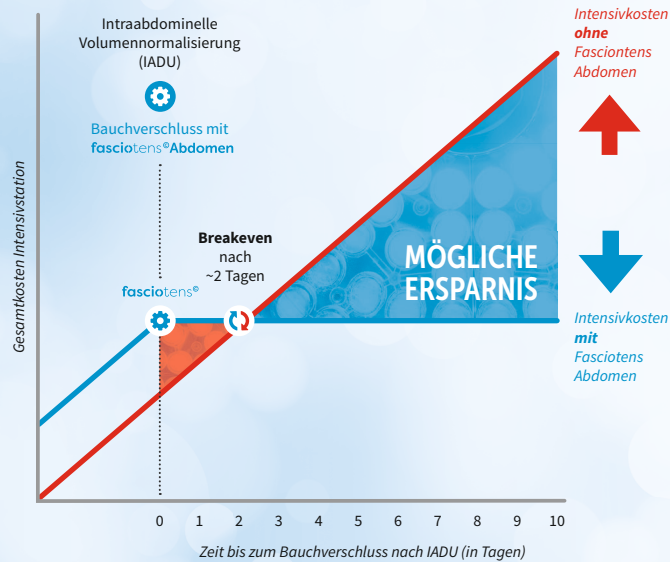 Intraabdominelle
Volumennormalisierung
(IADU)
Bauchverschluss mit
fasciotens®Abdomen
Intensivkosten
ohne
Fasciontens
Abdomen
Breakeven
nach
~2 Tagen
fasciotens®
MÖGLICHE
ERSPARNIS
Intensivkosten
mit
Fasciotens
Abdomen
Gesamtkosten Intensivstation
0 1 2 3 4 5 6 7 8 9 10
Zeit bis zum Bauchverschluss nach IADU (in Tagen)